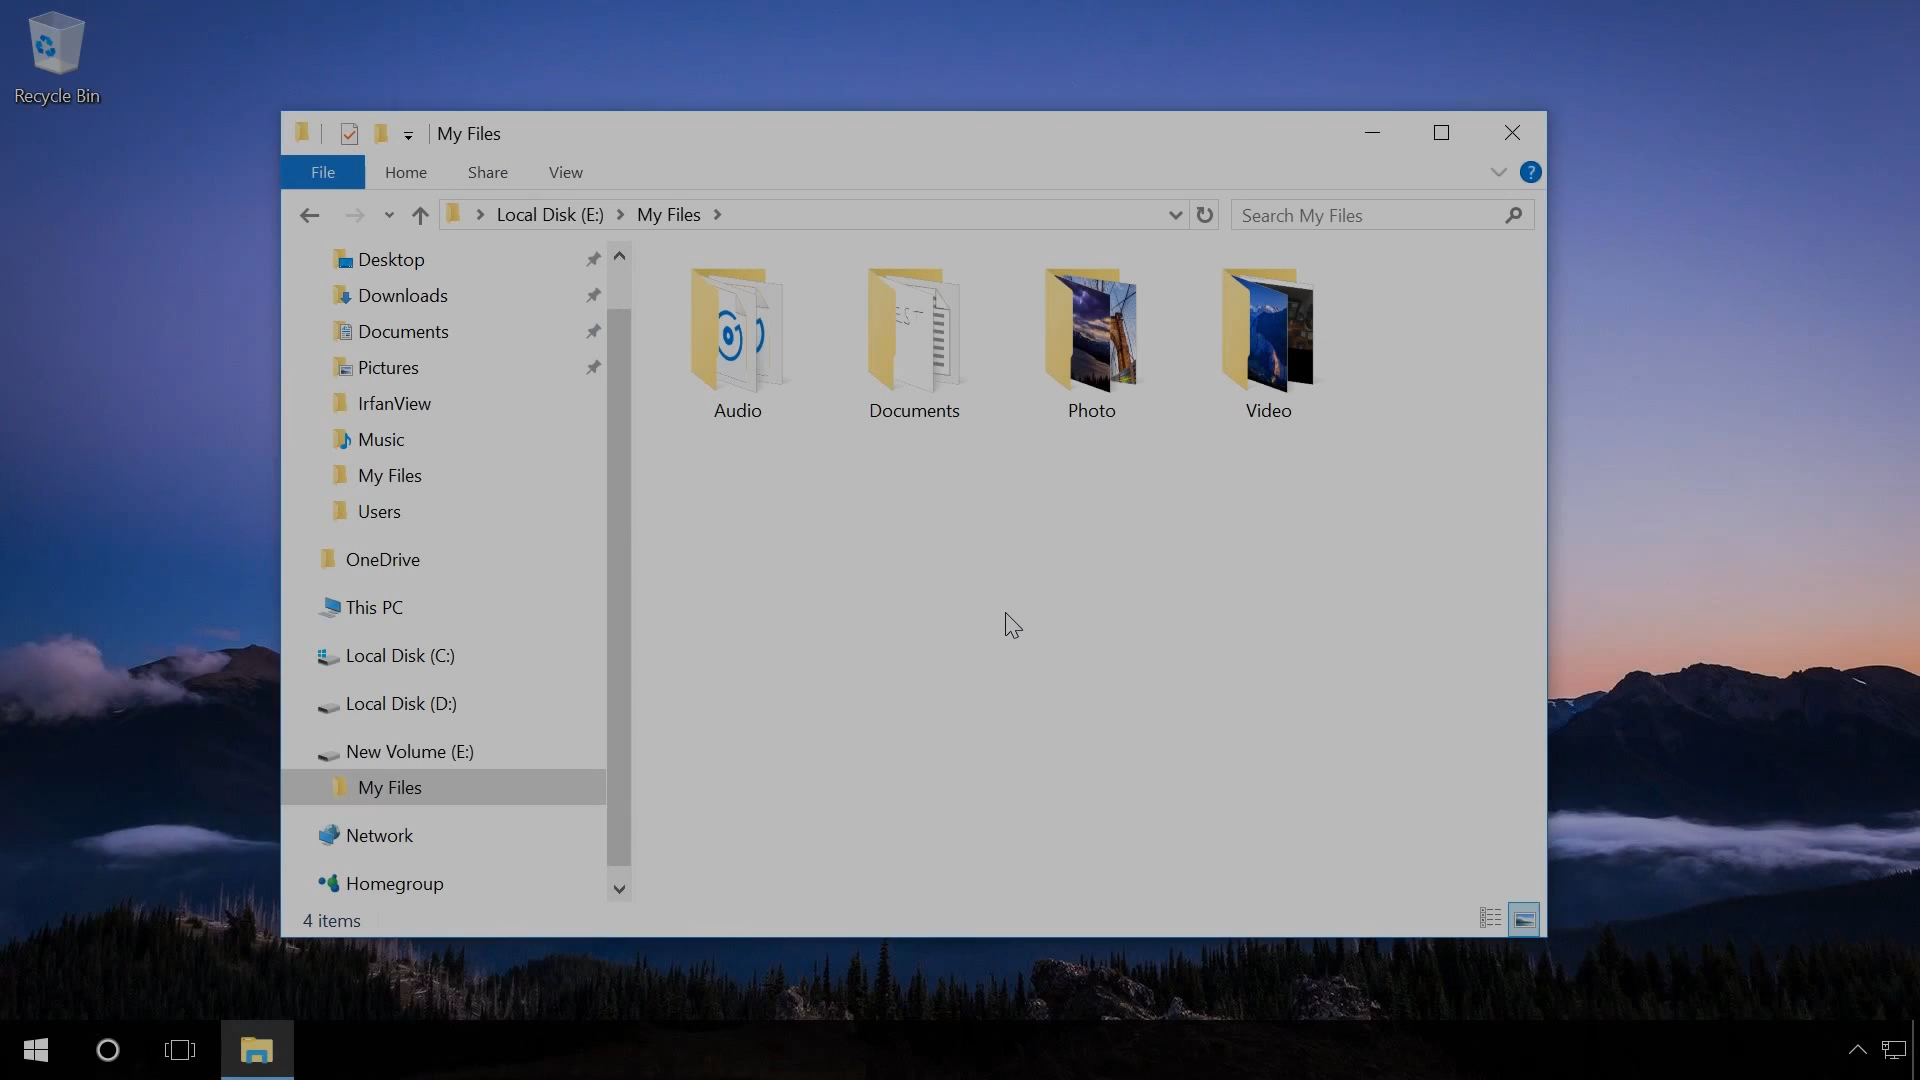 Recycle Bin
My Files
File Home Share View
Local Disk (E:) My Files
Search My Files
Desktop
Downloads
Documents
Pictures
IrfanView
Music
My Files
Users
OneDrive
This PC
Local Disk (C:)
Local Disk (D:)
New Volume (E:)
My Files
Network
Homegroup
EST
Audio Documents Photo Video
4 items